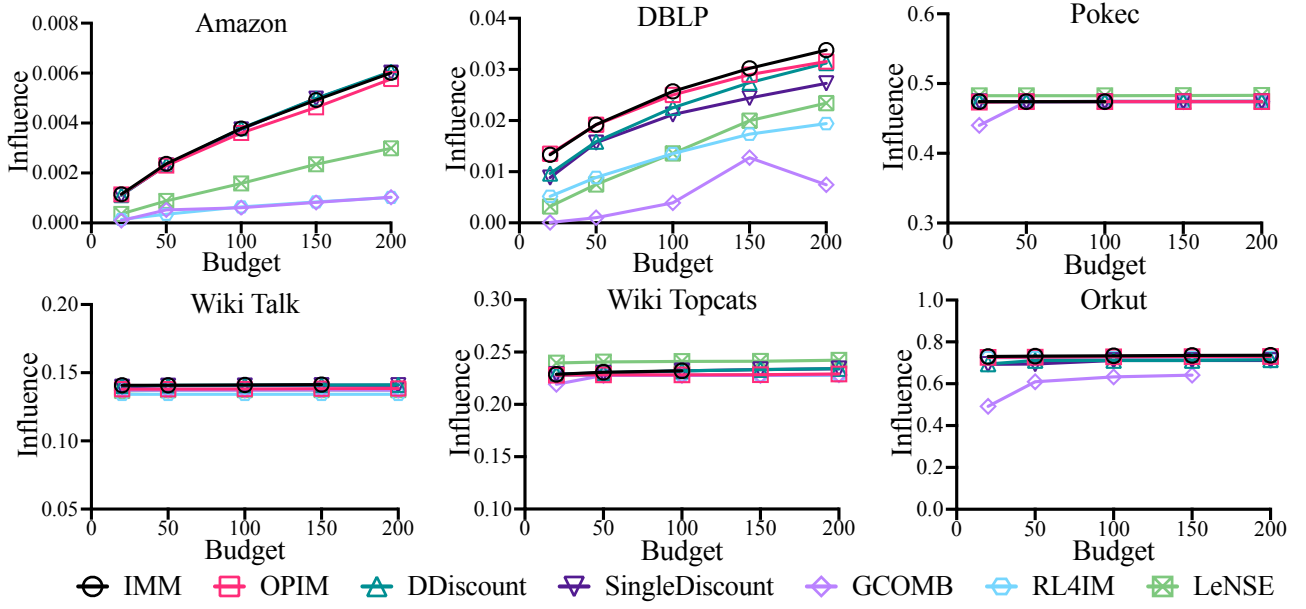 Amazon
Influence
0.008
0.006
0.004
0.002
0.000
0 50 100 150 200
Budget
DBLP
Influence
0.04
0.03
0.02
0.01
0.00
0 50 100 150 200
Budget
Pokec
Influence
0.6
0.5
0.4
0.3
0 50 100 150 200
Budget
Wiki Talk
Influence
0.20
0.15
0.10
0.05
0 50 100 150 200
Budget
Wiki Topcats
Influence
0.30
0.25
0.20
0.15
0.10
0 50 100 150 200
Budget
Orkut
Influence
1.0
0.8
0.6
0.4
0.2
0.0
0 50 100 150 200
Budget
IMM OPIM DDiscount SingleDiscount GCOMB RL4IM LeNSE